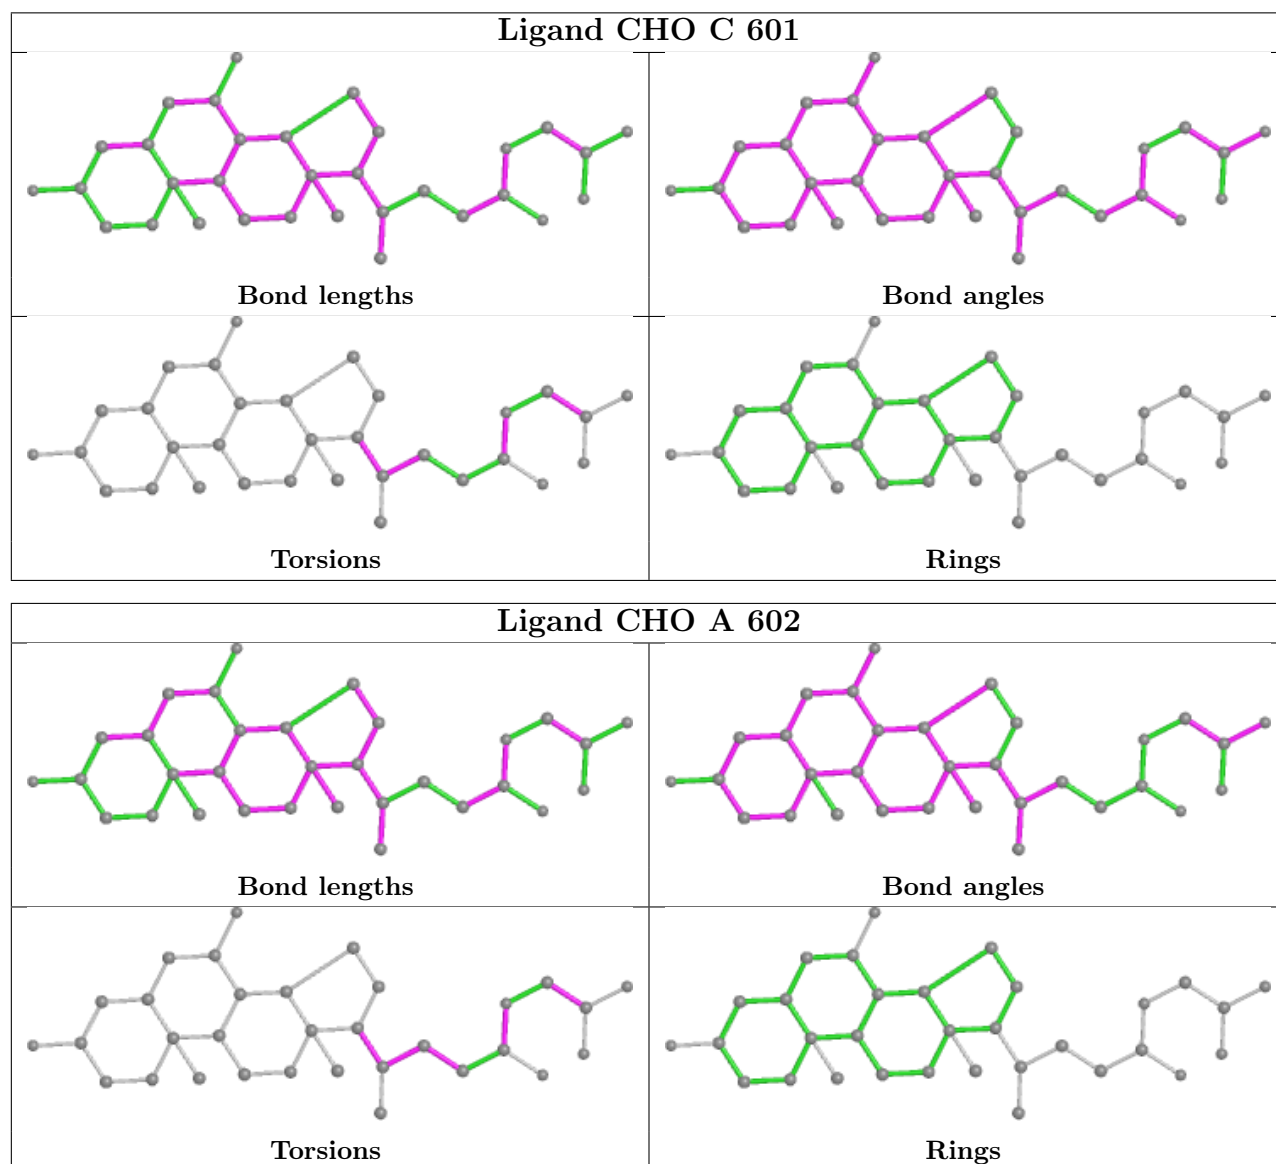 Ligand CHO C 601
Bond lengths
Bond angles
Torsions
Rings
Ligand CHO A 602
Bond lengths
Bond angles
Torsions
Rings